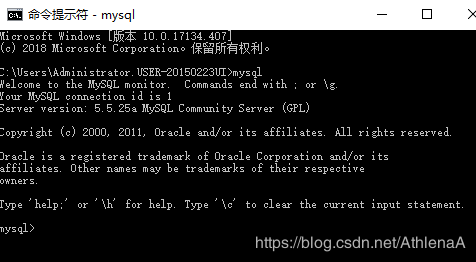 命令提示符 - mysql
Microsoft Windows [版本 10.0.17134.407]
(c) 2018 Microsoft Corporation。保留所有权利。
C:\Users\Administrator.USER-20150223UI>mysql
Welcome to the MySQL monitor.  Commands end with ; or \g.
Your MySQL connection id is 1
Server version: 5.5.25a MySQL Community Server (GPL)
Copyright (c) 2000, 2011, Oracle and/or its affiliates. All rights reserved.
Oracle is a registered trademark of Oracle Corporation and/or its
affiliates. Other names may be trademarks of their respective
owners.
Type 'help;' or '\h' for help. Type '\c' to clear the current input statement.
mysql>
https://blog.csdn.net/AthlenaA